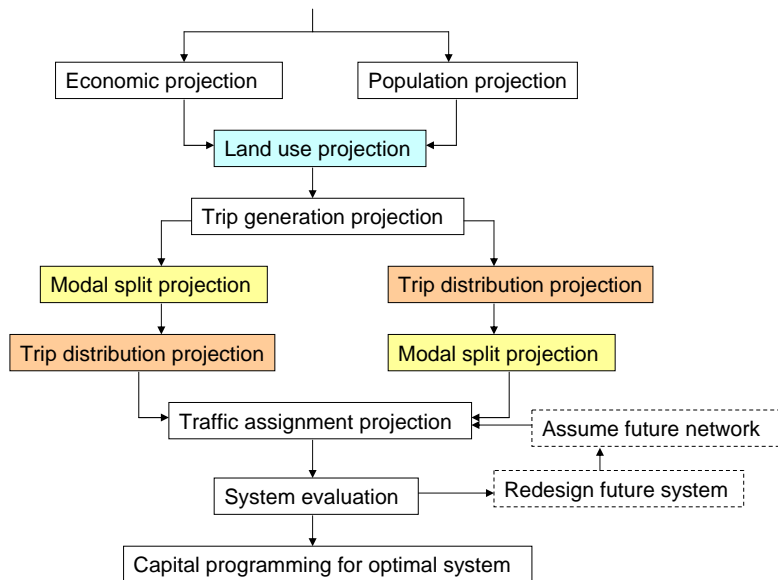 Economic projection
Population projection
Land use projection
Trip generation projection
Modal split projection
Trip distribution projection
Trip distribution projection
Modal split projection
Traffic assignment projection
Assume future network
System evaluation
Redesign future system
Capital programming for optimal system